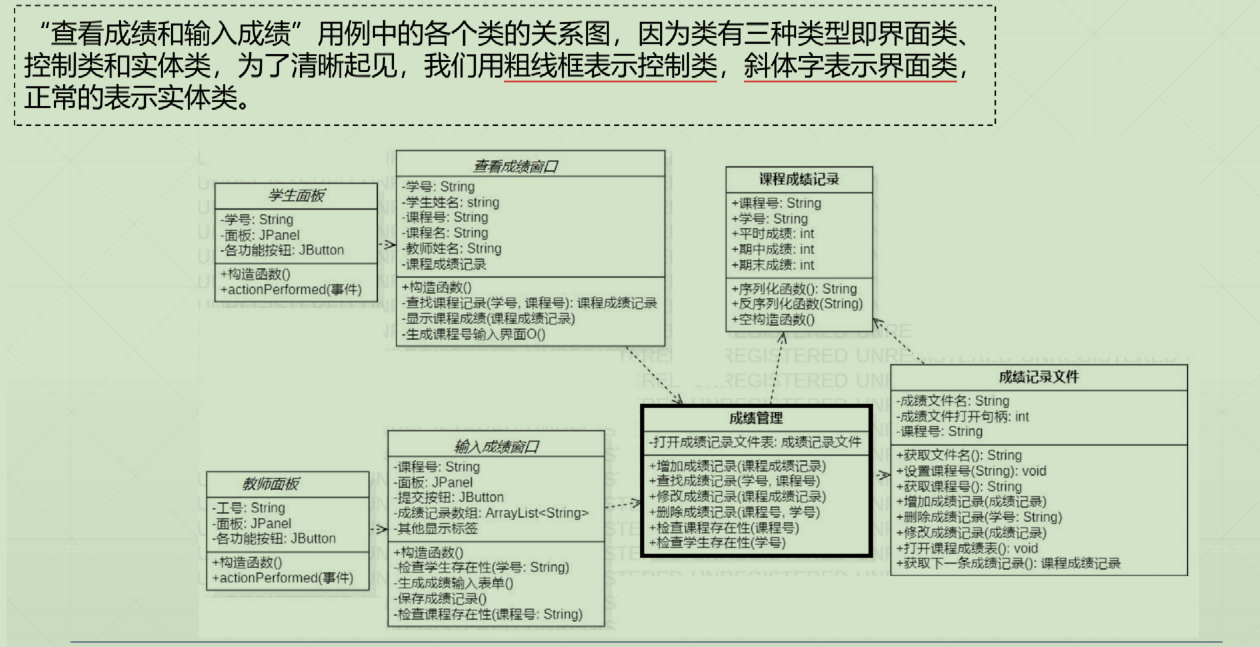 “查看成绩和输入成绩”用例中的各个类的关系图，因为类有三种类型即界面类、
控制类和实体类，为了清晰起见，我们用粗线框表示控制类，斜体字表示界面类，
正常的表示实体类。
学生面板
-学号: String
-面板: JPanel
-各功能按钮: JButton
+构造函数()
+actionPerformed(事件)
查看成绩窗口
-学号: String
-学生姓名: string
-课程号: String
-课程名: String
-教师姓名: String
-课程成绩记录
+构造函数()
-查找课程记录(学号, 课程号): 课程成绩记录
-显示课程成绩(课程成绩记录)
-生成课程号输入界面O()
课程成绩记录
+课程号: String
+学号: String
+平时成绩: int
+期中成绩: int
+期末成绩: int
+序列化函数(): String
+反序列化函数(String)
+空构造函数()
教师面板
-工号: String
-面板: JPanel
-各功能按钮: JButton
+构造函数()
+actionPerformed(事件)
输入成绩窗口
-课程号: String
-面板: JPanel
-提交按钮: JButton
-成绩记录数组: ArrayList<String>
-其他显示标签
+构造函数()
-检查学生存在性(学号: String)
-生成成绩输入表单()
-保存成绩记录()
-检查课程存在性(课程号: String)
成绩管理
-打开成绩记录文件表: 成绩记录文件
+增加成绩记录(课程成绩记录)
+查找成绩记录(学号, 课程号)
+修改成绩记录(课程成绩记录)
+删除成绩记录(课程号, 学号)
+检查课程存在性(课程号)
+检查学生存在性(学号)
成绩记录文件
-成绩文件名: String
-成绩文件打开句柄: int
-课程号: String
+获取文件名(): String
+设置课程号(String): void
+获取课程号(): String
+增加成绩记录(成绩记录)
+删除成绩记录(学号: String)
+修改成绩记录(成绩记录)
+打开课程成绩表(): void
+获取下一条成绩记录(): 课程成绩记录